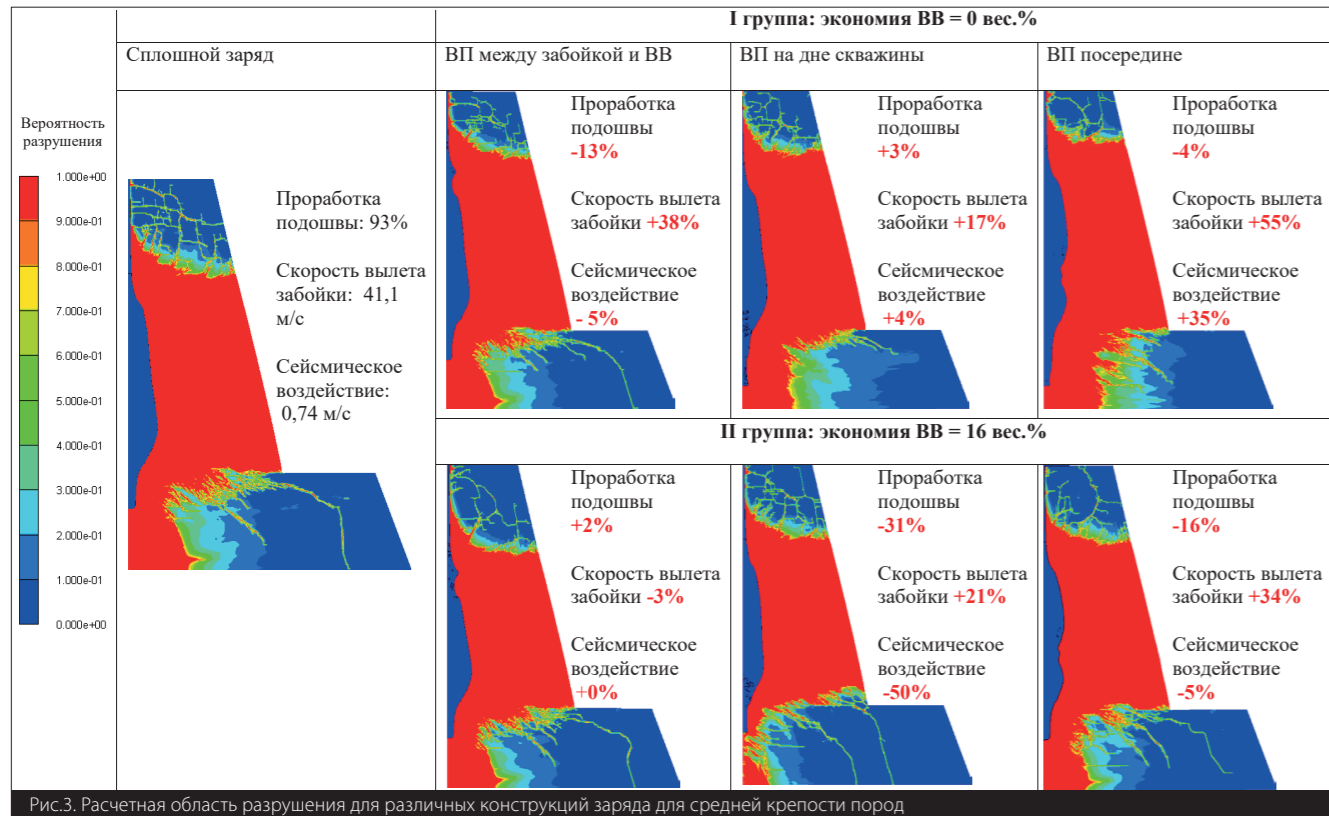 I группа: экономия ВВ = 0 вес.%
Сплошной заряд
ВП между забойкой и ВВ
ВП на дне скважины
ВП посередине
Вероятность
разрушения
1.000e+00
9.000e-01
8.000e-01
7.000e-01
6.000e-01
5.000e-01
4.000e-01
3.000e-01
2.000e-01
1.000e-01
0.000e+00
Проработка
подошвы: 93%
Скорость вылета
забойки: 41,1
м/с
Сейсмическое
воздействие:
0,74 м/с
Проработка
подошвы
-13%
Скорость вылета
забойки +38%
Сейсмическое
воздействие
- 5%
Проработка
подошвы
+3%
Скорость вылета
забойки +17%
Сейсмическое
воздействие
+4%
Проработка
подошвы
-4%
Скорость вылета
забойки +55%
Сейсмическое
воздействие
+35%
II группа: экономия ВВ = 16 вес.%
Проработка
подошвы
+2%
Скорость вылета
забойки -3%
Сейсмическое
воздействие
+0%
Проработка
подошвы
-31%
Скорость вылета
забойки +21%
Сейсмическое
воздействие
-50%
Проработка
подошвы
-16%
Скорость вылета
забойки +34%
Сейсмическое
воздействие
-5%
Рис.3. Расчетная область разрушения для различных конструкций заряда для средней крепости пород